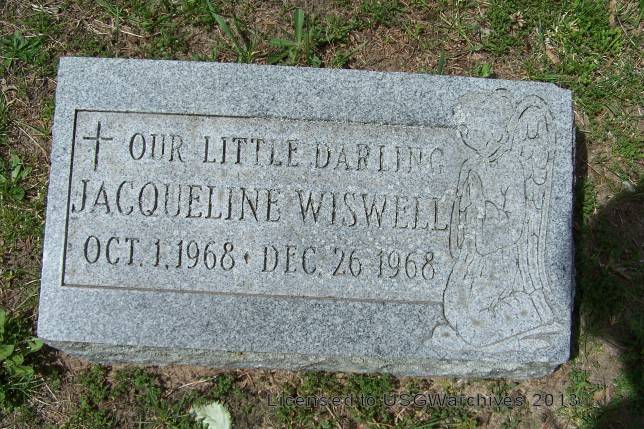 † OUR LITTLE DARLING
JACQUELINE WISWELL
OCT. 1, 1968 · DEC. 26 1968
Licensed to USGWarchives 2013